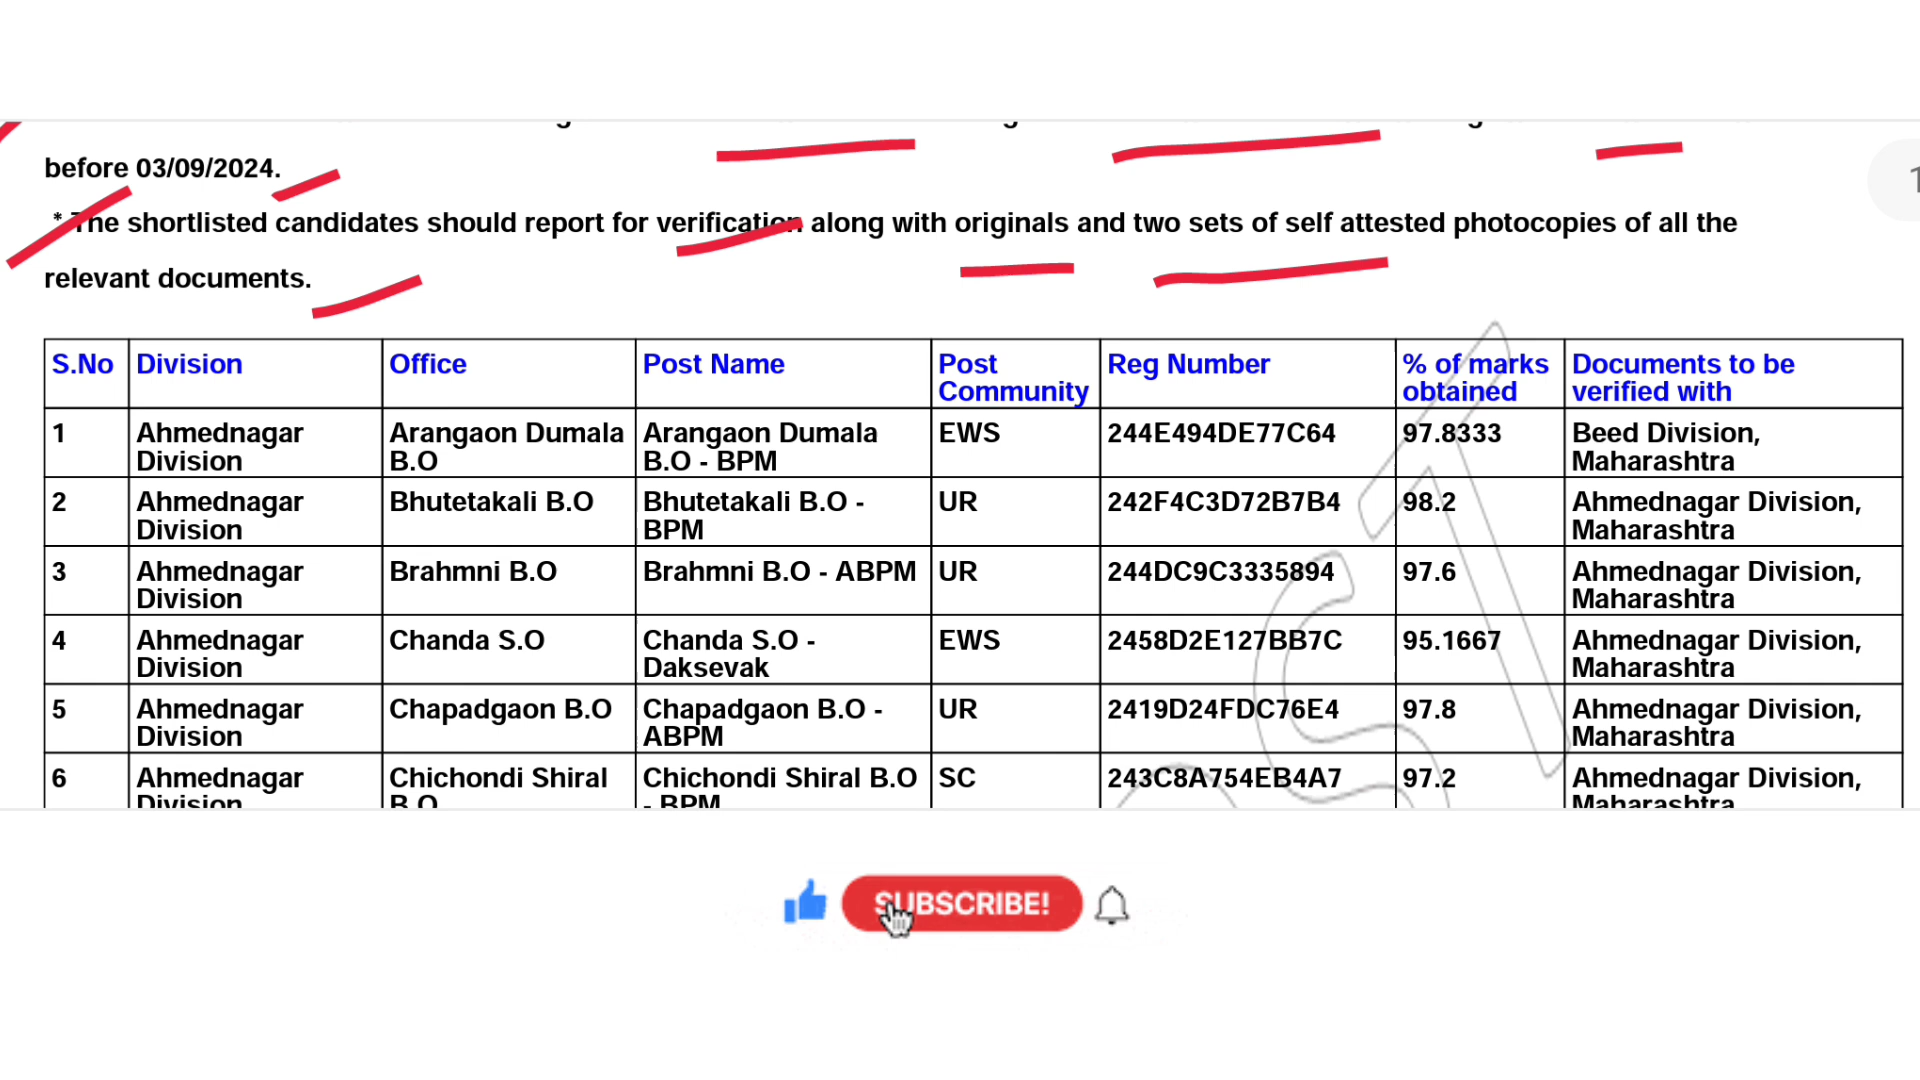 before 03/09/2024.
* The shortlisted candidates should report for verification along with originals and two sets of self attested photocopies of all the
relevant documents.
S.No Division Office Post Name Post Community Reg Number % of marks obtained Documents to be verified with
1 Ahmednagar Division Arangaon Dumala B.O Arangaon Dumala B.O - BPM EWS 244E494DE77C64 97.8333 Beed Division, Maharashtra
2 Ahmednagar Division Bhutetakali B.O Bhutetakali B.O - BPM UR 242F4C3D72B7B4 98.2 Ahmednagar Division, Maharashtra
3 Ahmednagar Division Brahmni B.O Brahmni B.O - ABPM UR 244DC9C3335894 97.6 Ahmednagar Division, Maharashtra
4 Ahmednagar Division Chanda S.O Chanda S.O - Daksevak EWS 2458D2E127BB7C 95.1667 Ahmednagar Division, Maharashtra
5 Ahmednagar Division Chapadgaon B.O Chapadgaon B.O - ABPM UR 2419D24FDC76E4 97.8 Ahmednagar Division, Maharashtra
6 Ahmednagar Division Chichondi Shiral B.O Chichondi Shiral B.O - BPM SC 243C8A754EB4A7 97.2 Ahmednagar Division, Maharashtra
SUBSCRIBE!